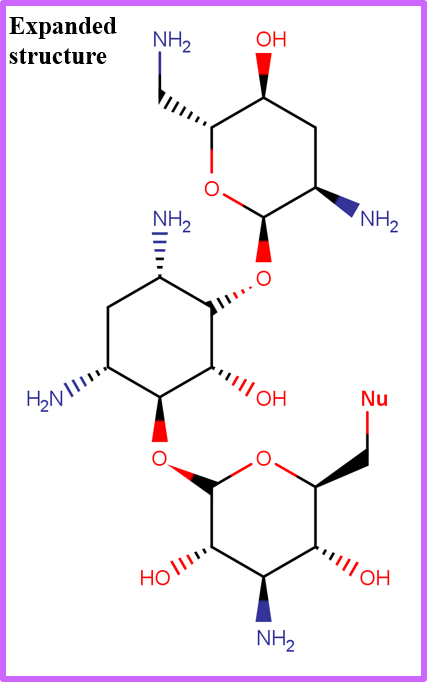 Expanded
structure
NH2 OH
O
NH2
NH2
O
H2N
OH
Nu
O
O
HO
OH
NH2